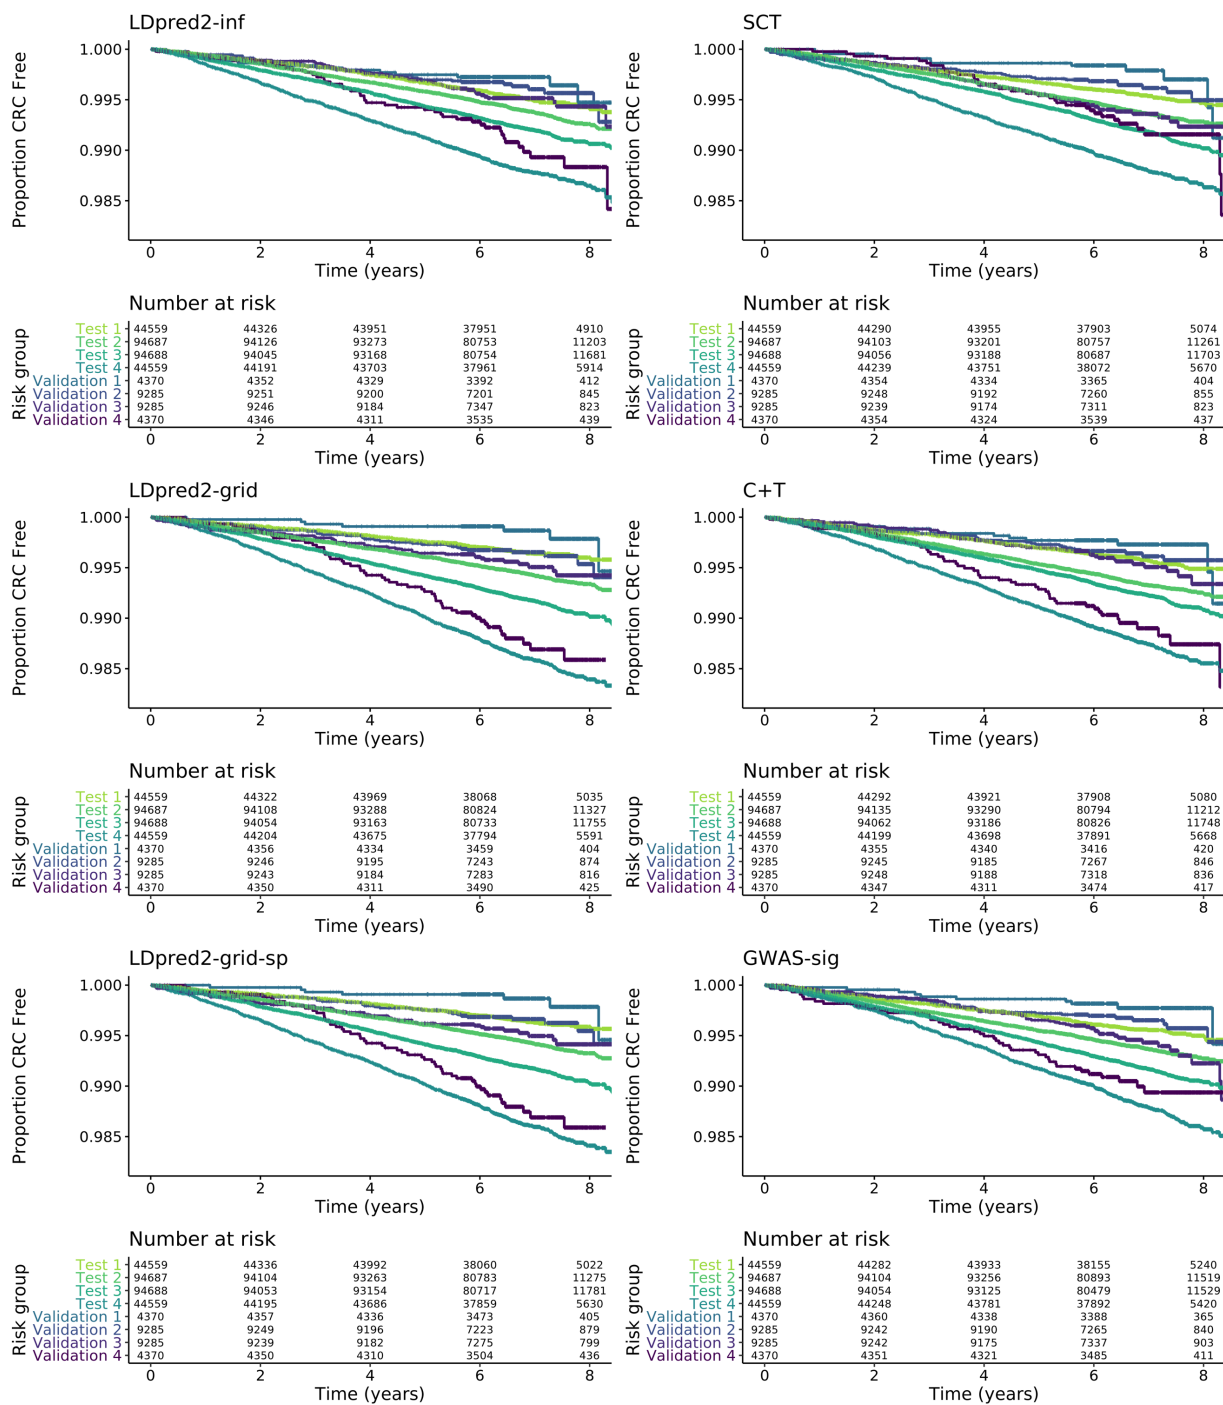 LDpred2-inf
Proportion CRC Free
1.000
0.995
0.990
0.985
0 2 4 6 8
Time (years)
Number at risk
Risk group
Test 1 44559 44326 43951 37951 4910
Test 2 94687 94126 93273 80753 11203
Test 3 94688 94045 93168 80754 11681
Test 4 44559 44191 43703 37961 5914
Validation 1 4370 4352 4329 3392 412
Validation 2 9285 9251 9200 7201 845
Validation 3 9285 9246 9184 7347 823
Validation 4 4370 4346 4311 3535 439
0 2 4 6 8
Time (years)
SCT
Proportion CRC Free
1.000
0.995
0.990
0.985
0 2 4 6 8
Time (years)
Number at risk
Risk group
Test 1 44559 44290 43955 37903 5074
Test 2 94687 94103 93201 80757 11261
Test 3 94688 94056 93188 80687 11703
Test 4 44559 44239 43751 38072 5670
Validation 1 4370 4354 4334 3365 404
Validation 2 9285 9248 9192 7260 855
Validation 3 9285 9239 9174 7311 823
Validation 4 4370 4354 4324 3539 437
0 2 4 6 8
Time (years)
LDpred2-grid
Proportion CRC Free
1.000
0.995
0.990
0.985
0 2 4 6 8
Time (years)
Number at risk
Risk group
Test 1 44559 44322 43969 38068 5035
Test 2 94687 94108 93288 80824 11327
Test 3 94688 94054 93163 80733 11755
Test 4 44559 44204 43675 37794 5591
Validation 1 4370 4356 4334 3459 404
Validation 2 9285 9246 9195 7243 874
Validation 3 9285 9243 9184 7283 816
Validation 4 4370 4350 4311 3490 425
0 2 4 6 8
Time (years)
C+T
Proportion CRC Free
1.000
0.995
0.990
0.985
0 2 4 6 8
Time (years)
Number at risk
Risk group
Test 1 44559 44292 43921 37908 5080
Test 2 94687 94135 93290 80794 11212
Test 3 94688 94062 93186 80826 11748
Test 4 44559 44199 43698 37891 5668
Validation 1 4370 4355 4340 3416 420
Validation 2 9285 9245 9185 7267 846
Validation 3 9285 9248 9188 7318 836
Validation 4 4370 4347 4311 3474 417
0 2 4 6 8
Time (years)
LDpred2-grid-sp
Proportion CRC Free
1.000
0.995
0.990
0.985
0 2 4 6 8
Time (years)
Number at risk
Risk group
Test 1 44559 44336 43992 38060 5022
Test 2 94687 94104 93263 80783 11275
Test 3 94688 94053 93154 80717 11781
Test 4 44559 44195 43686 37859 5630
Validation 1 4370 4357 4336 3473 405
Validation 2 9285 9249 9196 7223 879
Validation 3 9285 9239 9182 7275 799
Validation 4 4370 4350 4310 3504 436
0 2 4 6 8
Time (years)
GWAS-sig
Proportion CRC Free
1.000
0.995
0.990
0.985
0 2 4 6 8
Time (years)
Number at risk
Risk group
Test 1 44559 44282 43933 38155 5240
Test 2 94687 94104 93256 80893 11519
Test 3 94688 94054 93125 80479 11529
Test 4 44559 44248 43781 37892 5420
Validation 1 4370 4360 4338 3388 365
Validation 2 9285 9242 9190 7265 840
Validation 3 9285 9242 9175 7337 903
Validation 4 4370 4351 4321 3485 411
0 2 4 6 8
Time (years)